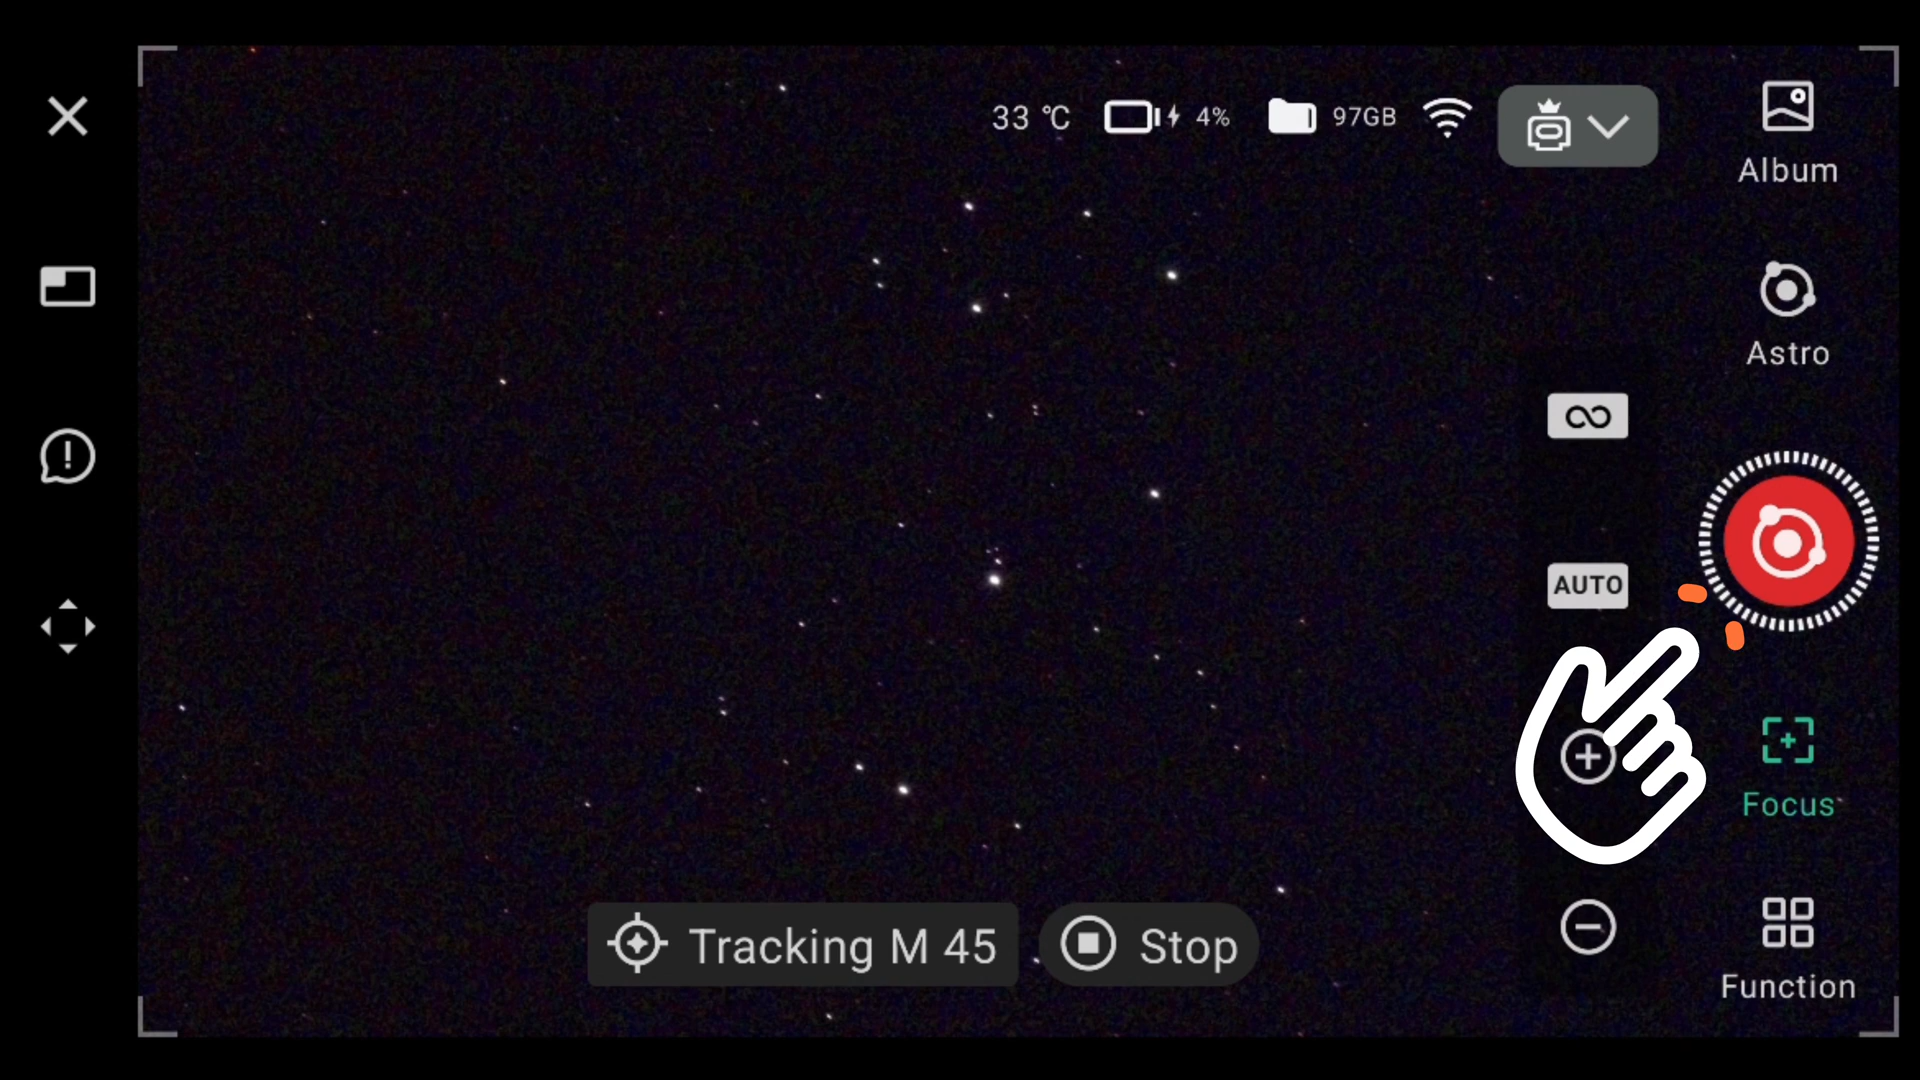 33 ℃
4%
97GB
Album
Astro
AUTO
Focus
Tracking M 45
Stop
Function